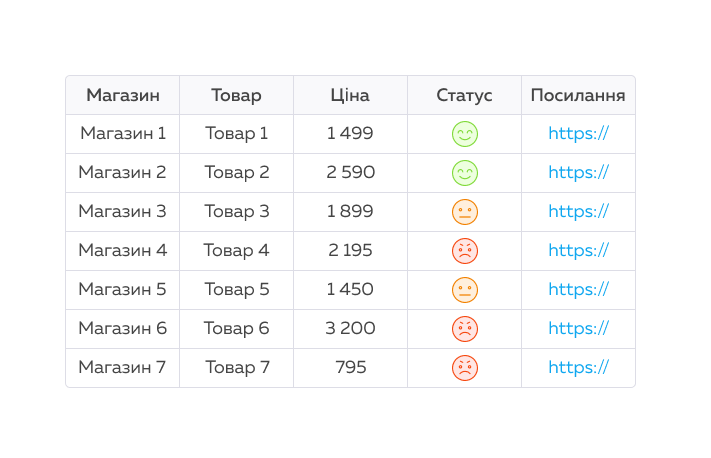 Магазин Товар Ціна Статус Посилання
Магазин 1 Товар 1 1 499 https://
Магазин 2 Товар 2 2 590 https://
Магазин 3 Товар 3 1 899 https://
Магазин 4 Товар 4 2 195 https://
Магазин 5 Товар 5 1 450 https://
Магазин 6 Товар 6 3 200 https://
Магазин 7 Товар 7 795 https://